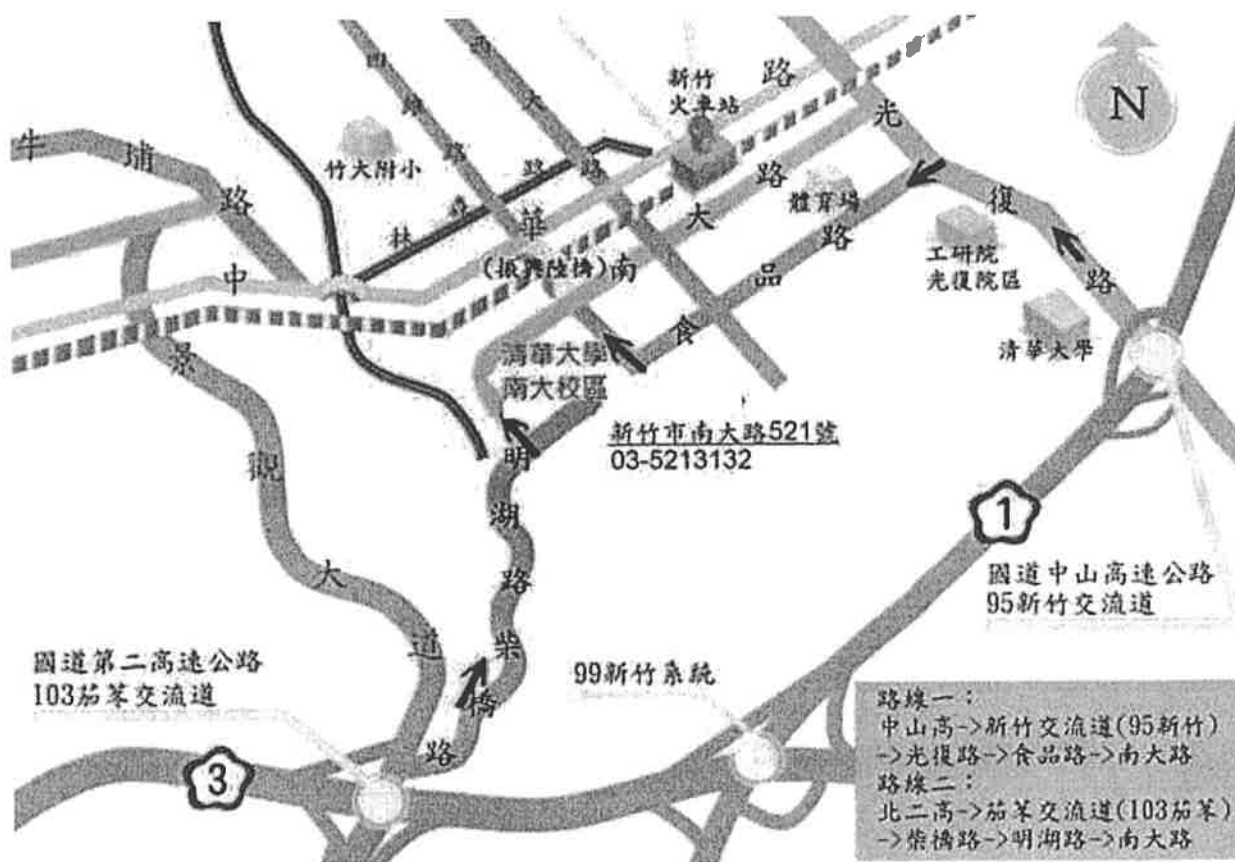 四維路
西大路
新竹
火車站
中華路
光復路
N
牛埔路
竹大附小
林森路
南大路
體育場
食品路
工研院
光復院區
(振興陸橋)
清華大學
清華大學
南大校區
新竹市南大路521號
03-5213132
景觀大道
明湖路
1
國道中山高速公路
95新竹交流道
柴橋路
國道第二高速公路
103茄苳交流道
99新竹系統
3
路線一：
中山高->新竹交流道(95新竹)
->光復路->食品路->南大路
路線二：
北二高->茄苳交流道(103茄苳)
->柴橋路->明湖路->南大路